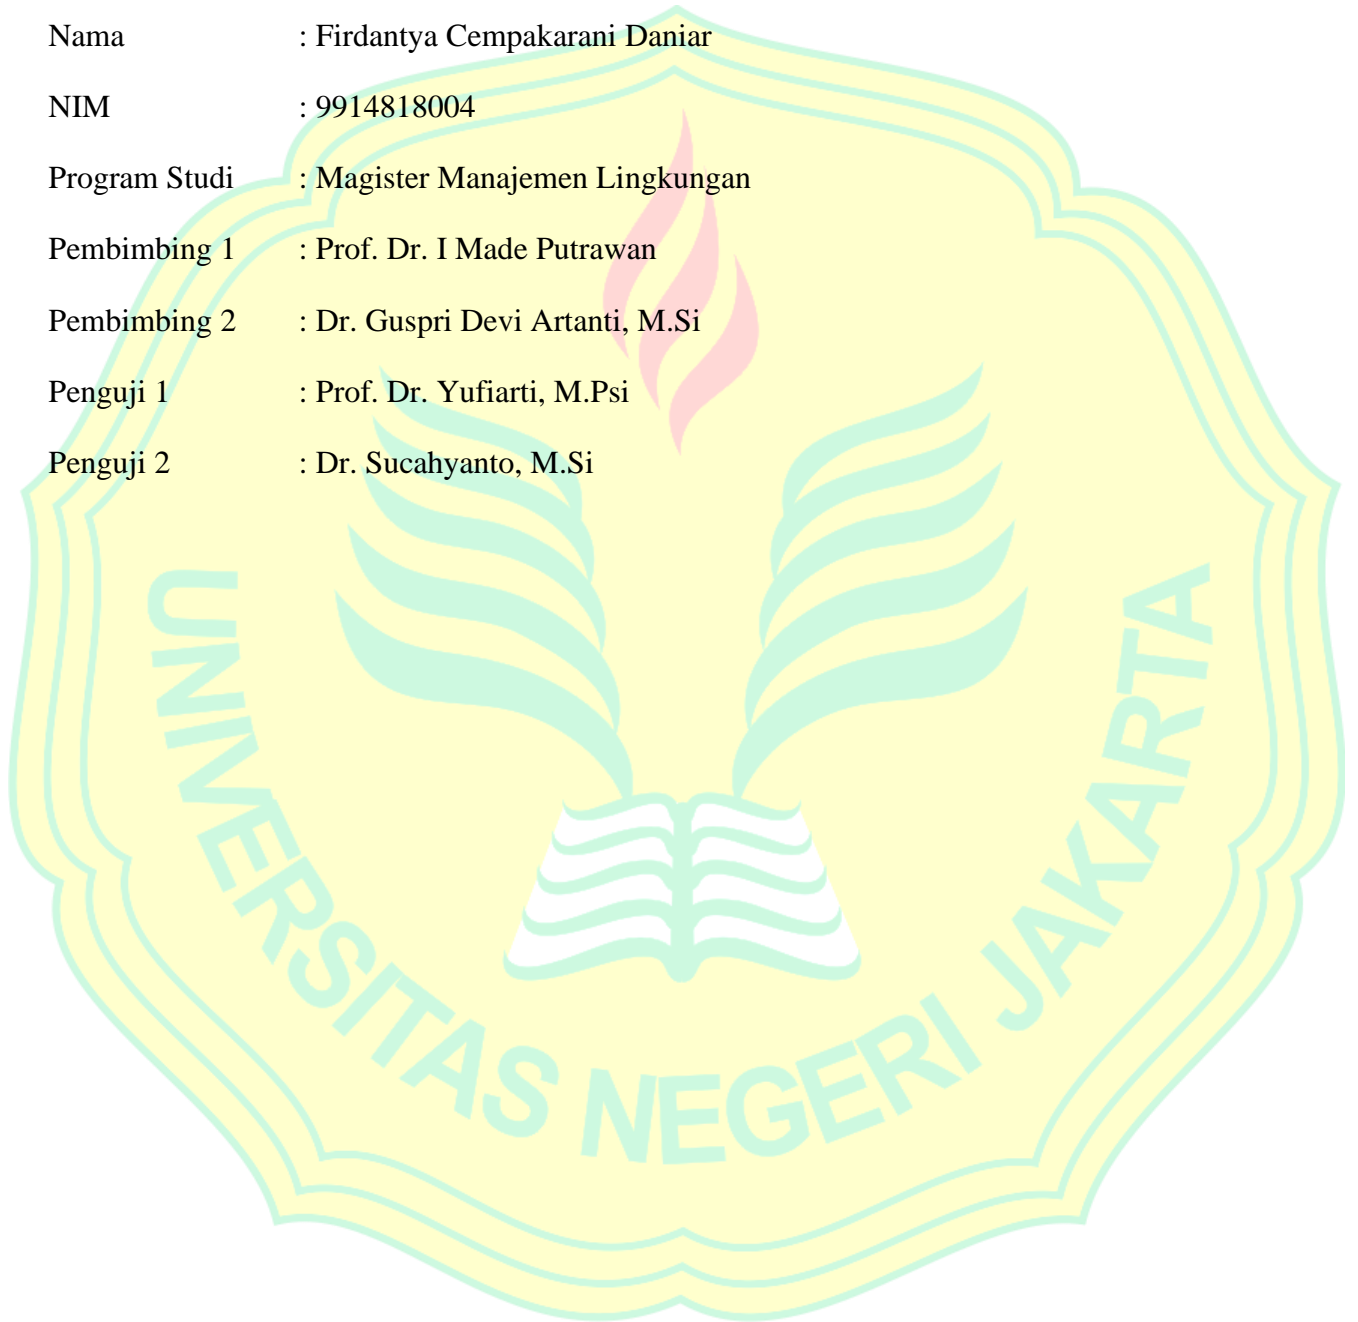 Nama : Firdantya Cempakarani Daniar
NIM : 9914818004
Program Studi : Magister Manajemen Lingkungan
Pembimbing 1 : Prof. Dr. I Made Putrawan
Pembimbing 2 : Dr. Guspri Devi Artanti, M.Si
Penguji 1 : Prof. Dr. Yufiarti, M.Psi
Penguji 2 : Dr. Sucahyanto, M.Si
UNIVERSITAS NEGERI JAKARTA